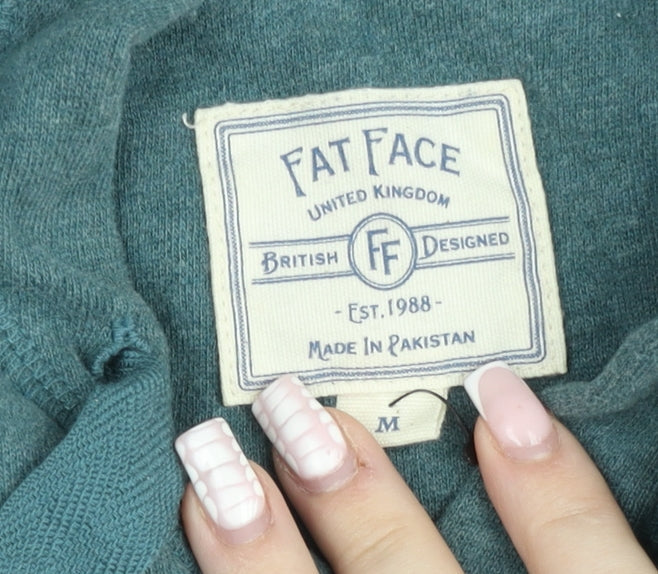 FAT FACE
UNITED KINGDOM
BRITISH FF DESIGNED
- EST. 1988 -
MADE IN PAKISTAN
M